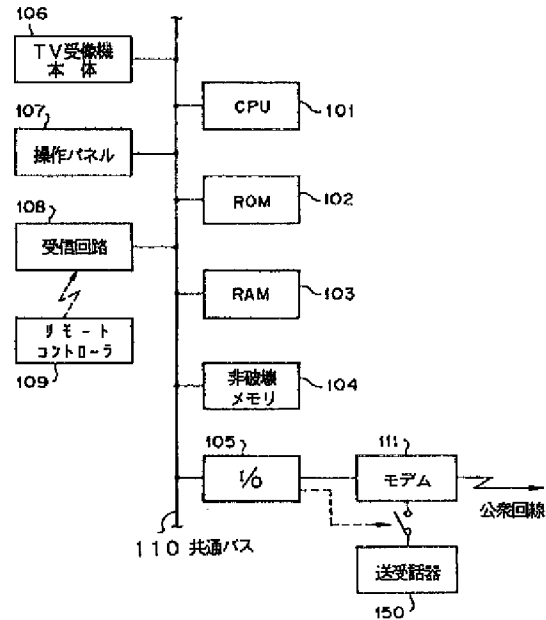 106
TV受像機
本体
107
操作パネル
108
受信回路
リモート
コントローラ
109
CPU
101
ROM
102
RAM
103
非破壊
メモリ
104
105
I/O
111
モデム
公衆回線
110 共通バス
送受話器
150